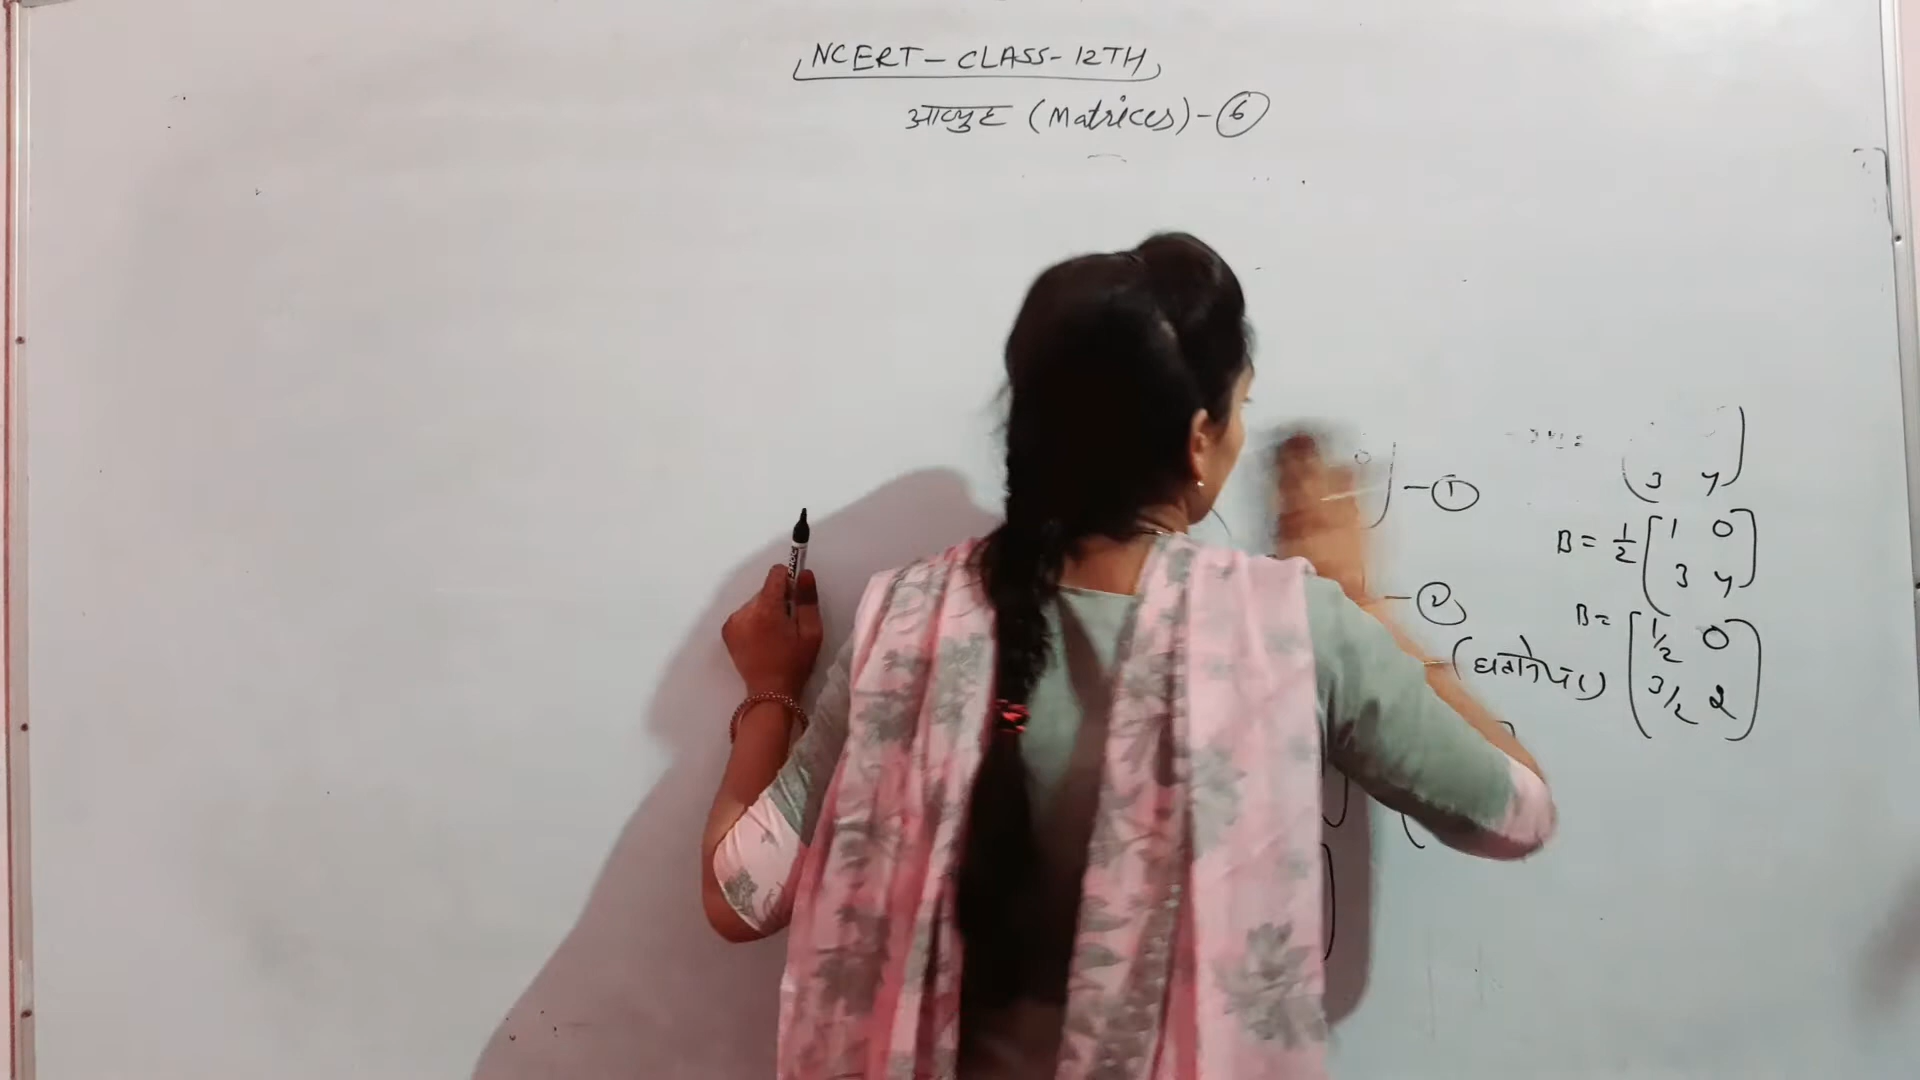 NCERT - CLASS - 12TH
आव्यूह (Matrices) - 6
3 4
— 1
B = 1/2 [1 0
3 4]
— 2
B = [1/2 0
3/2 2]